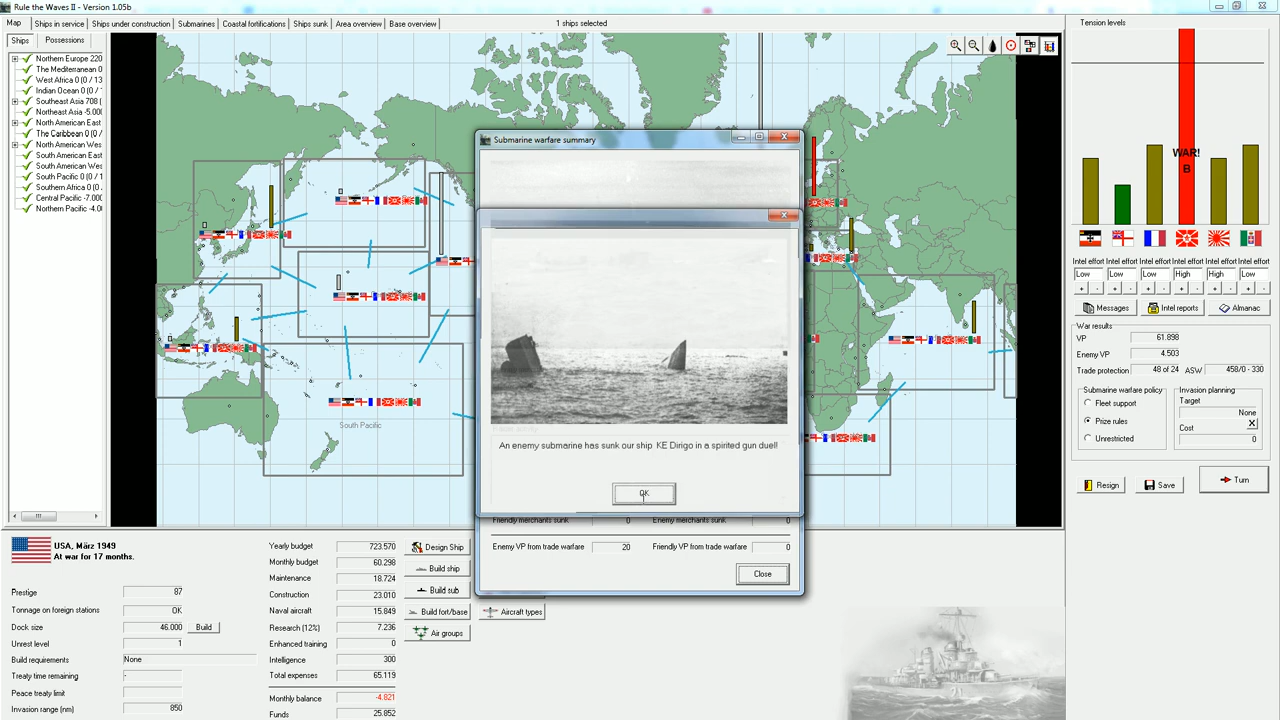 Rule the Waves II - Version 1.05b
Map Ships in service Ships under construction Submarines Coastal fortifications Ships sunk Area overview Base overview 1 ships selected
Ships Possessions
Northern Europe 220
The Mediterranean 0
West Africa 0 (0 / 13
Indian Ocean 0 (0 /
Southeast Asia 708 (
Northeast Asia -5.000
North American East
The Caribbean 0 (0 /
North American West
South American East
South American Wes
South Pacific 0 (0 / 1
Southern Africa 0 (0
Central Pacific -7.000
Northern Pacific -4.00
South Pacific
Submarine warfare summary
An enemy submarine has sunk our ship KE Dirigo in a spirited gun duel!
OK
Friendly merchants sunk 0 Enemy merchants sunk 0
Enemy VP from trade warfare 20 Friendly VP from trade warfare 0
Close
Tension levels
WAR!
B
Intel effort Intel effort Intel effort Intel effort Intel effort Intel effort
Low Low Low High High Low
+ - + - + - + - + - + -
Messages Intel reports Almanac
War results
VP 61.898
Enemy VP 4.503
Trade protection 48 of 24 ASW 458/0 - 330
Submarine warfare policy
Fleet support
Prize rules
Unrestricted
Invasion planning
Target
None
Cost X
0
Resign Save Turn
USA, März 1949
At war for 17 months.
Prestige 87
Tonnage on foreign stations OK
Dock size 46.000 Build
Unrest level 1
Build requirements None
Treaty time remaining -
Peace treaty limit
Invasion range (nm) 850
Yearly budget 723.570
Monthly budget 60.298
Maintenance 18.724
Construction 23.010
Naval aircraft 15.849
Research (12%) 7.236
Enhanced training 0
Intelligence 300
Total expenses 65.119
Monthly balance -4.821
Funds 25.852
Design Ship
Build ship
Build sub
Build fort/base Aircraft types
Air groups